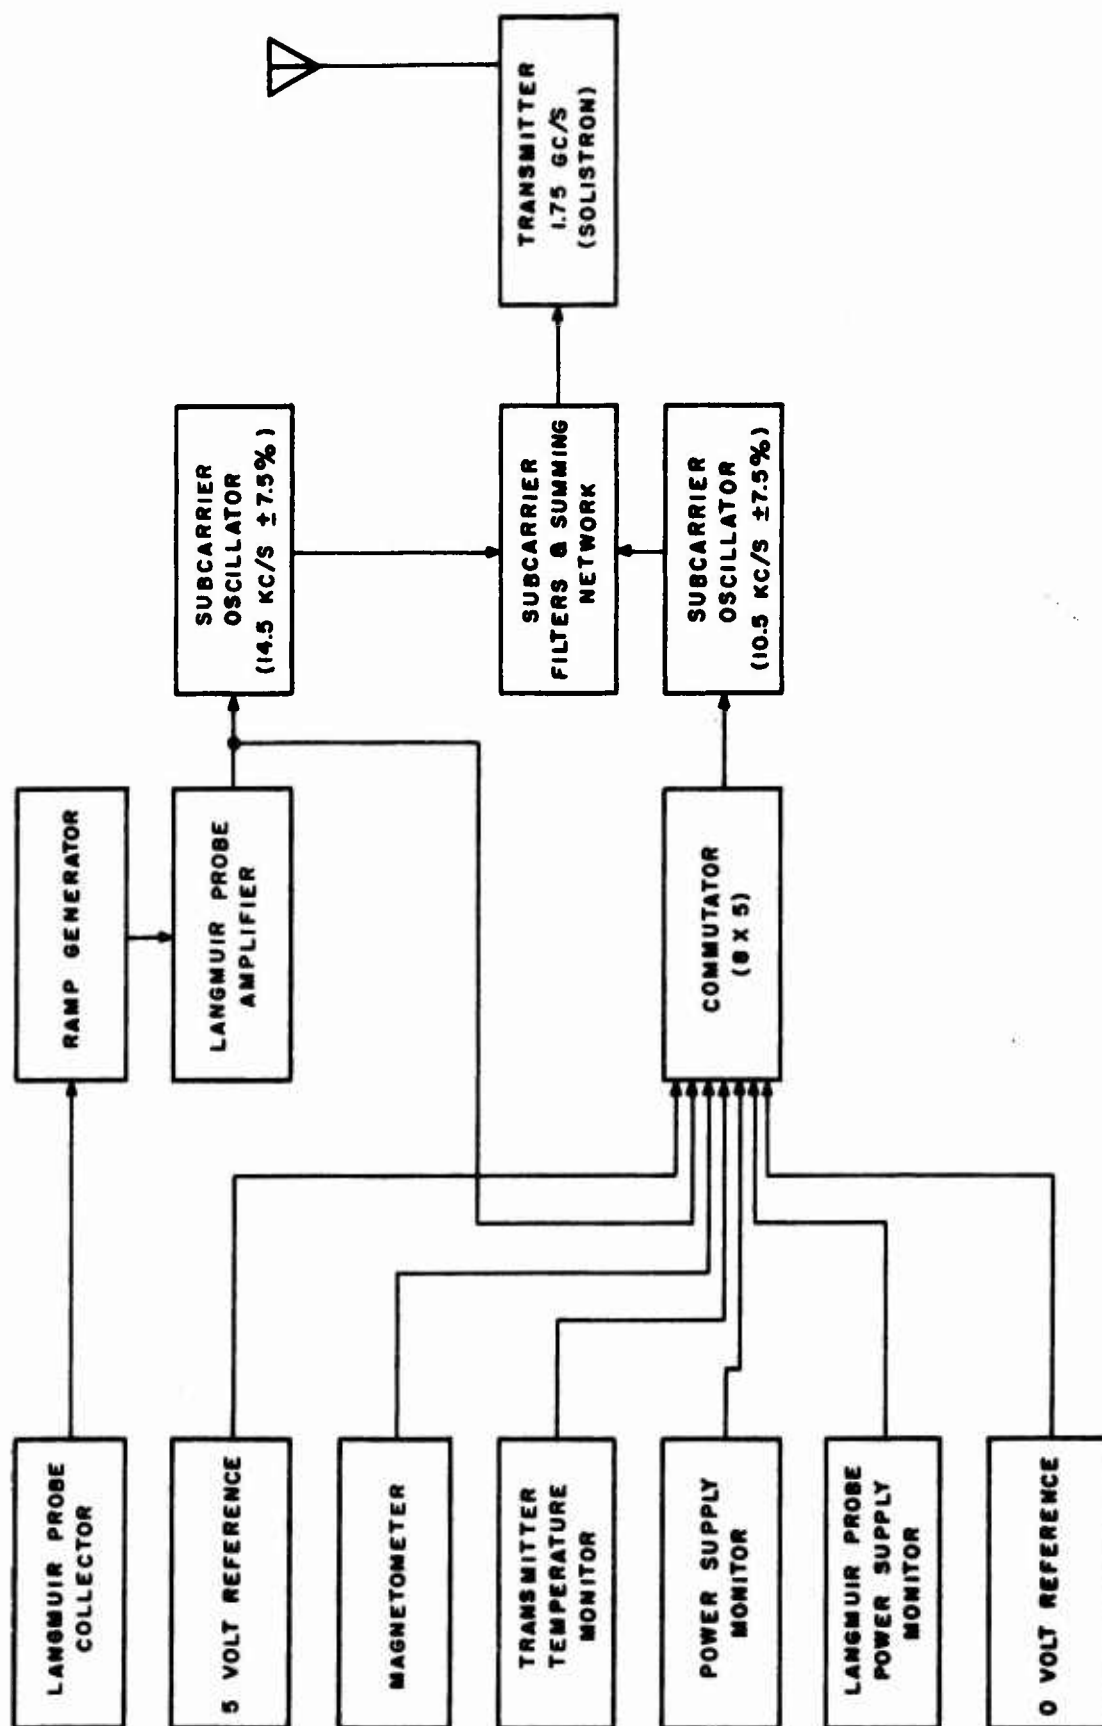 LANGMUIR PROBE
COLLECTOR
5 VOLT REFERENCE
MAGNETOMETER
TRANSMITTER
TEMPERATURE
MONITOR
POWER SUPPLY
MONITOR
LANGMUIR PROBE
POWER SUPPLY
MONITOR
0 VOLT REFERENCE
RAMP GENERATOR
LANGMUIR PROBE
AMPLIFIER
COMMUTATOR
(8 X 5)
SUBCARRIER
OSCILLATOR
(14.5 KC/S ±7.5%)
SUBCARRIER
FILTERS & SUMMING
NETWORK
SUBCARRIER
OSCILLATOR
(10.5 KC/S ±7.5%)
TRANSMITTER
1.75 GC/S
(SOLISTRON)